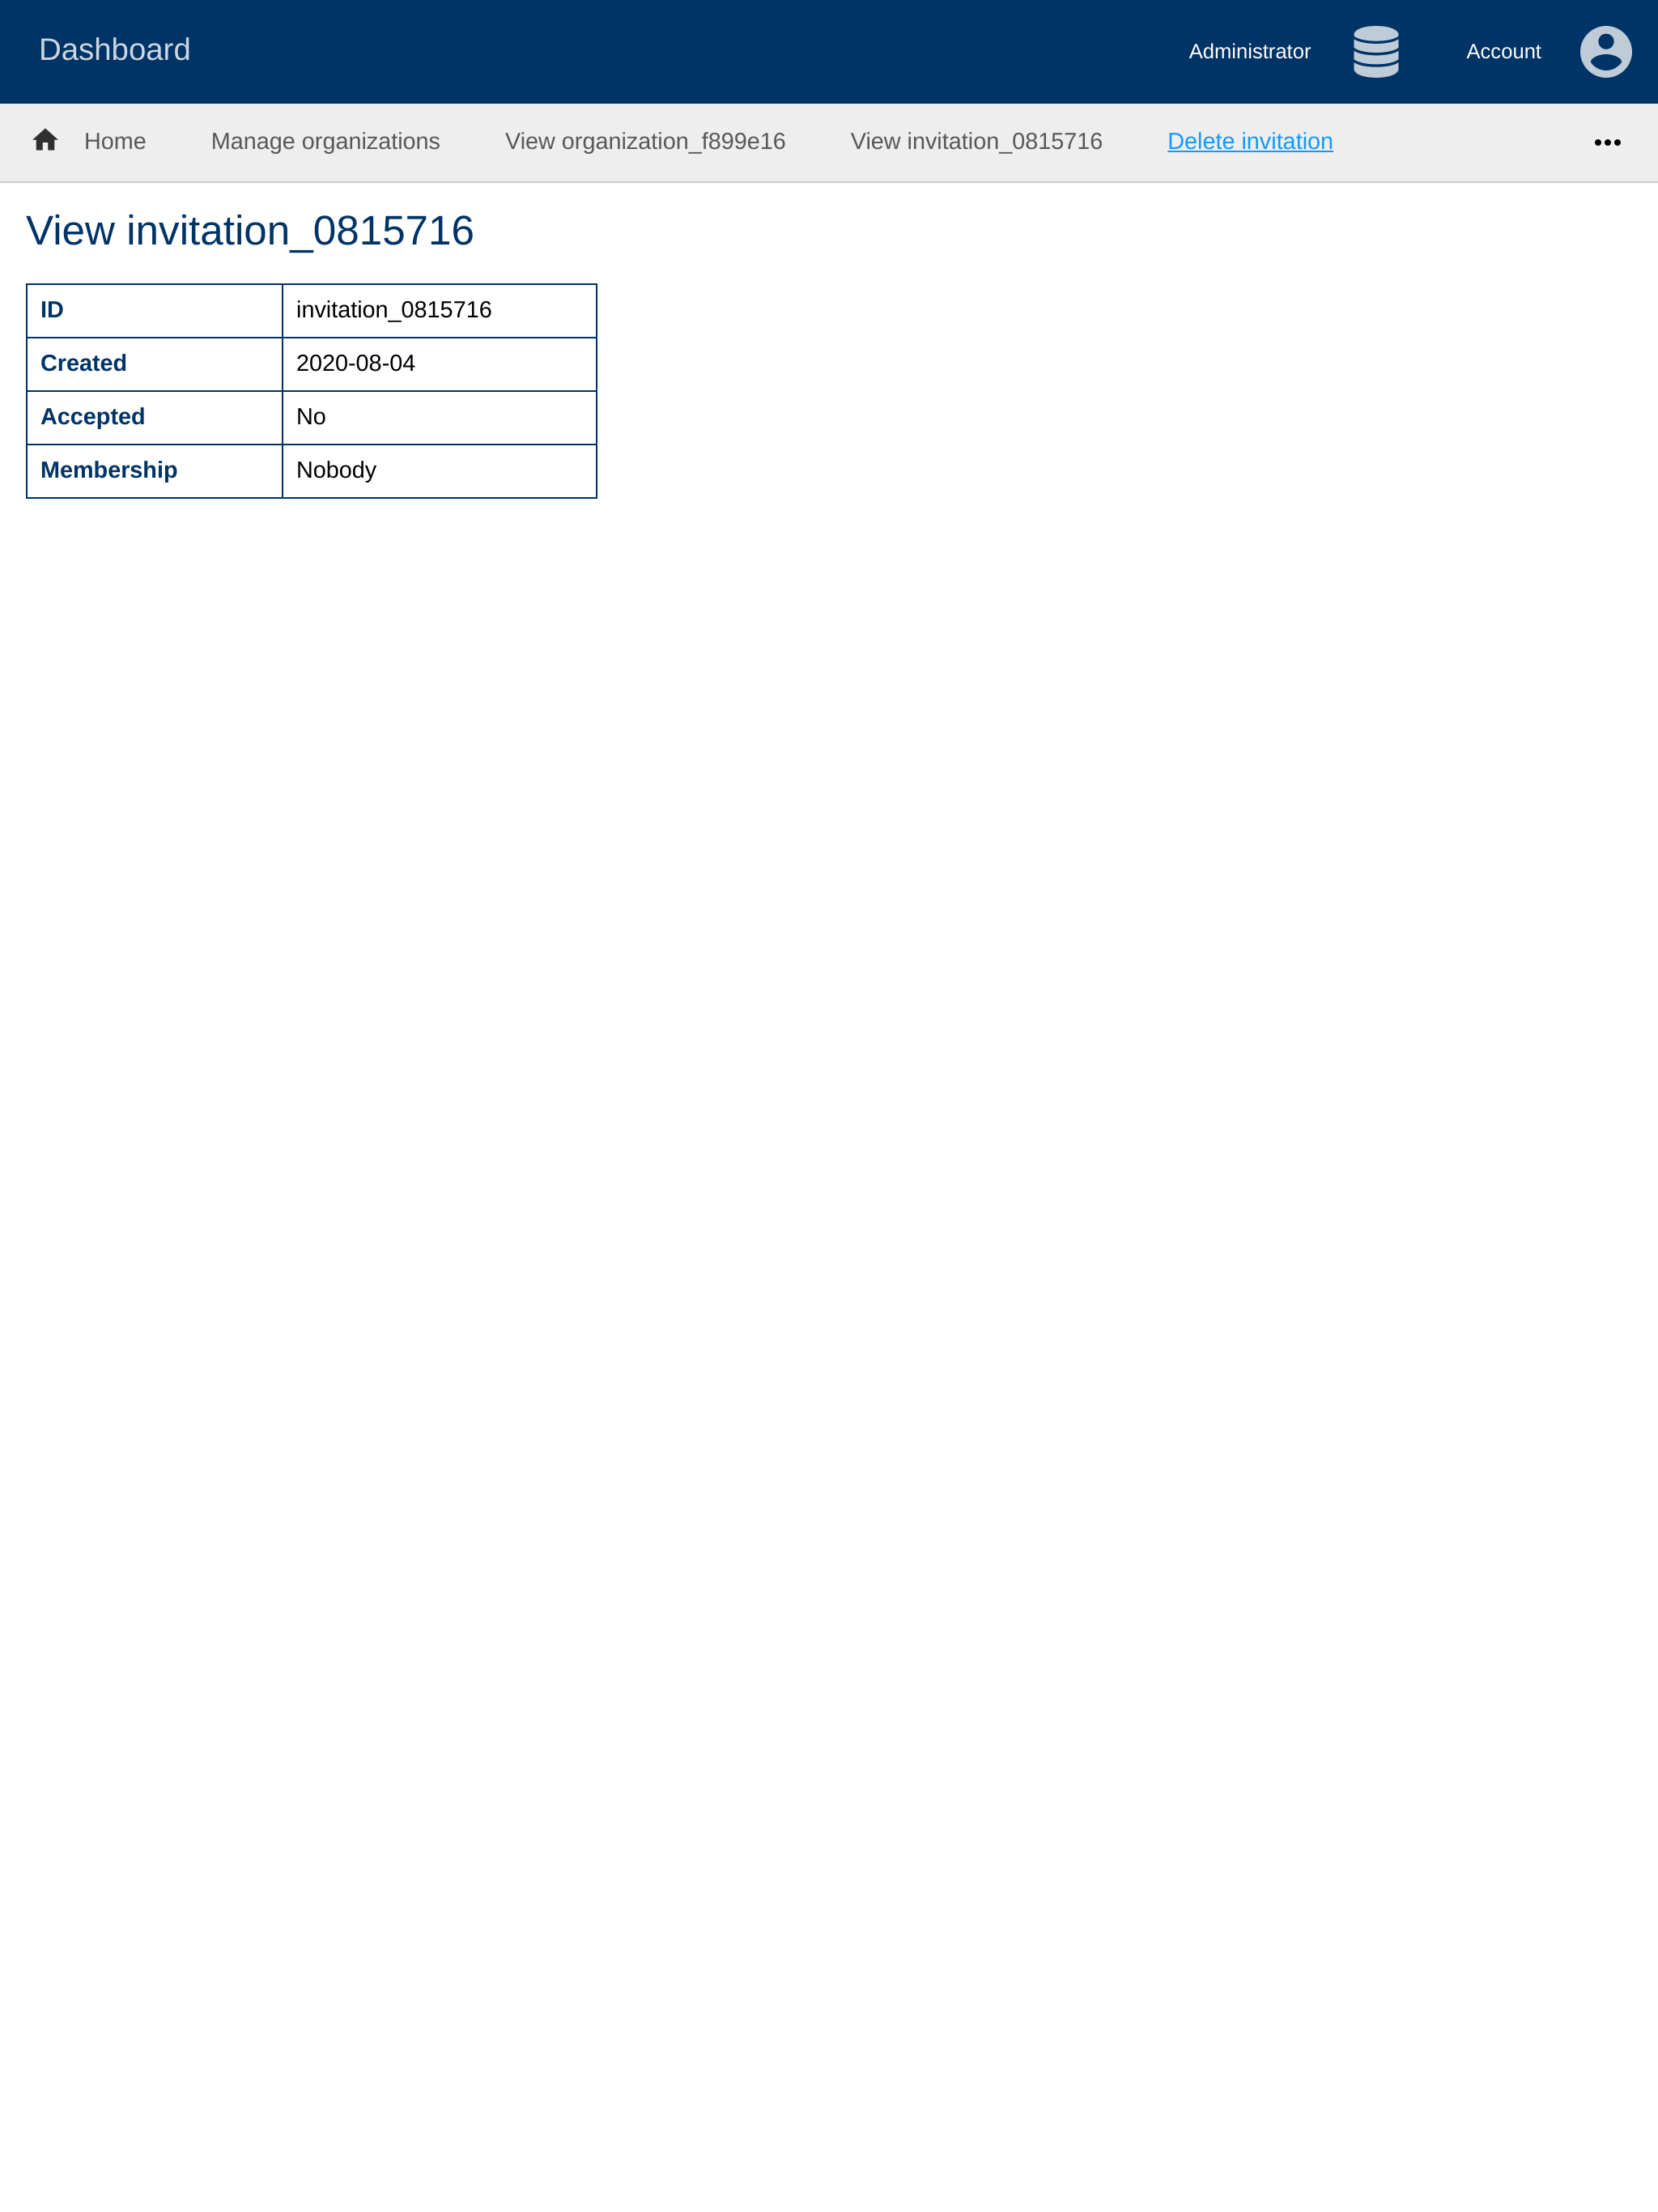 Dashboard Administrator Account
Home Manage organizations View organization_f899e16 View invitation_0815716 Delete invitation
View invitation_0815716
ID invitation_0815716
Created 2020-08-04
Accepted No
Membership Nobody